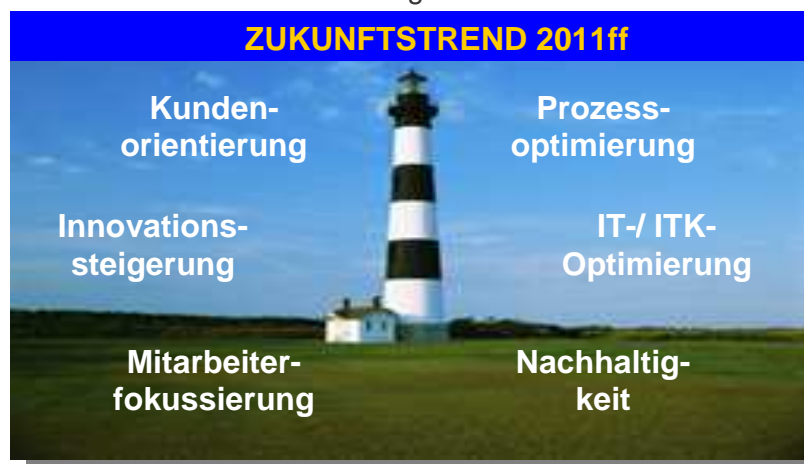 ZUKUNFTSTREND 2011ff
Kunden-
orientierung
Prozess-
optimierung
Innovations-
steigerung
IT-/ ITK-
Optimierung
Mitarbeiter-
fokussierung
Nachhaltig-
keit